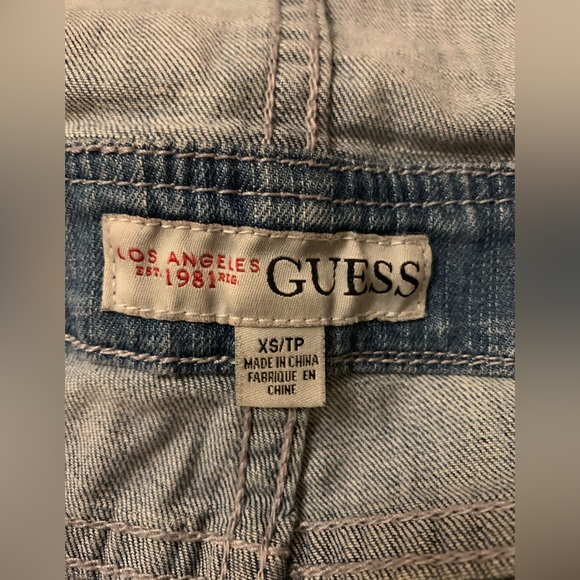 LOS ANGELES
EST. 1981 REG.
GUESS
XS/TP
MADE IN CHINA
FABRIQUE EN
CHINE